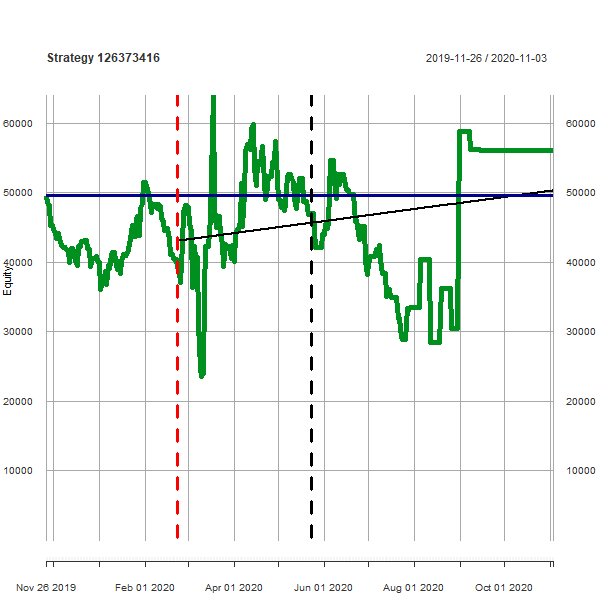 Strategy 126373416
2019-11-26 / 2020-11-03
60000
60000
50000
50000
40000
40000
30000
30000
20000
20000
10000
10000
Equity
Nov 26 2019
Feb 01 2020
Apr 01 2020
Jun 01 2020
Aug 01 2020
Oct 01 2020